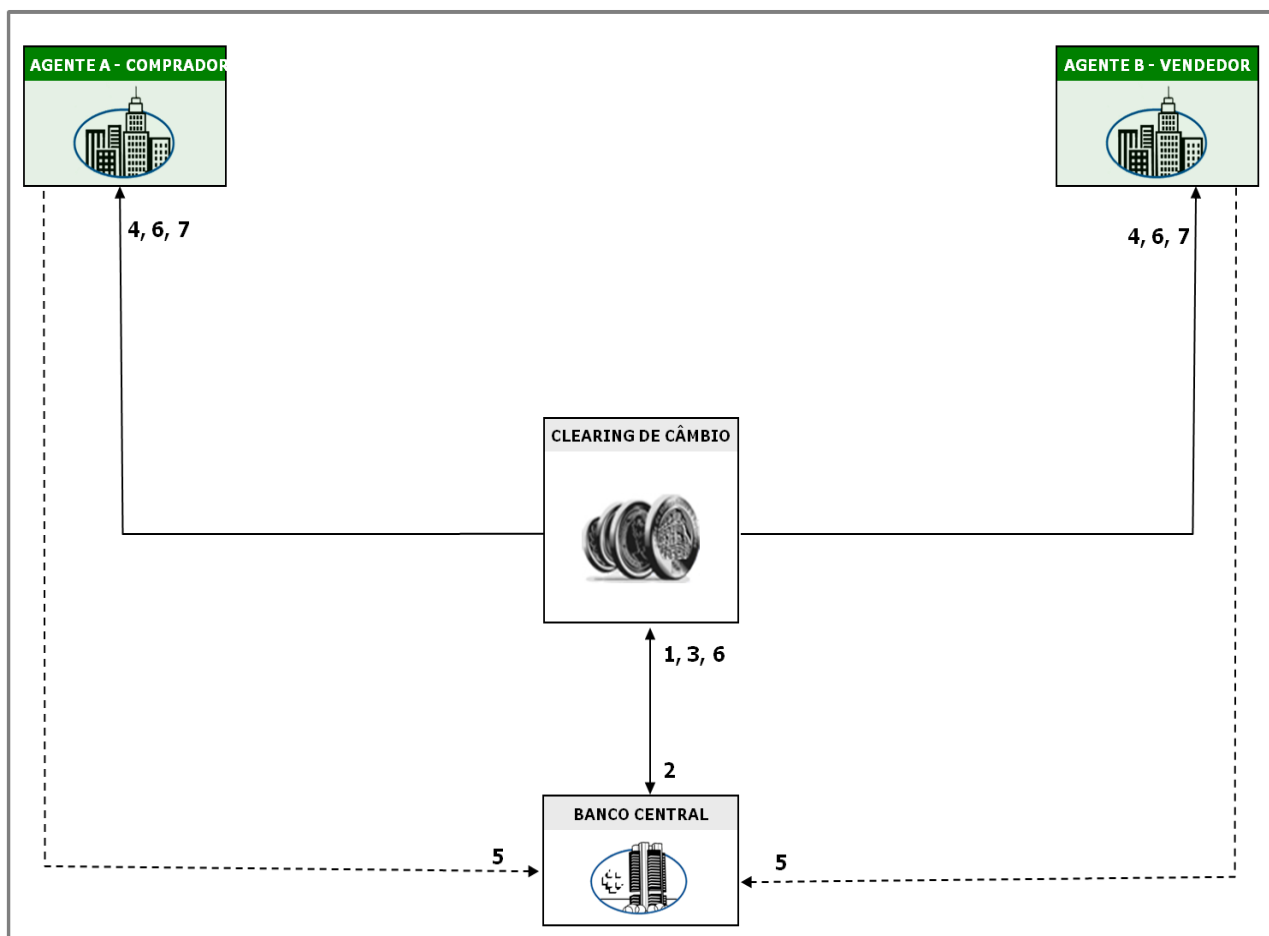 AGENTE A - COMPRADOR
AGENTE B - VENDEDOR
4, 6, 7
4, 6, 7
CLEARING DE CÂMBIO
1, 3, 6
2
BANCO CENTRAL
5
5